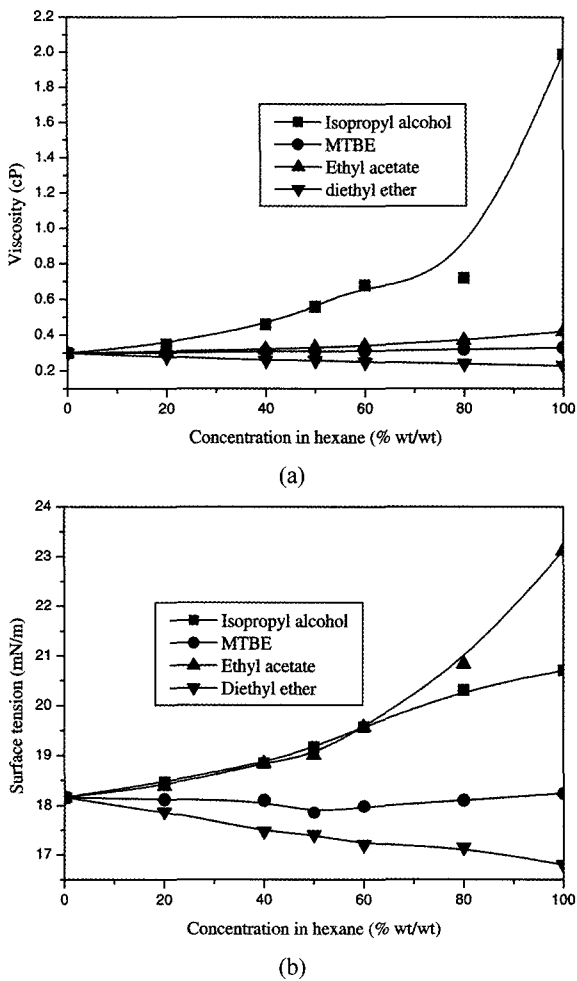 2.2
2.0
1.8
1.6
1.4
1.2
1.0
0.8
0.6
0.4
0.2
Viscosity (cP)
Isopropyl alcohol
MTBE
Ethyl acetate
diethyl ether
0 20 40 60 80 100
Concentration in hexane (% wt/wt)
(a)
24
23
22
21
20
19
18
17
Surface tension (mN/m)
Isopropyl alcohol
MTBE
Ethyl acetate
Diethyl ether
0 20 40 60 80 100
Concentration in hexane (% wt/wt)
(b)